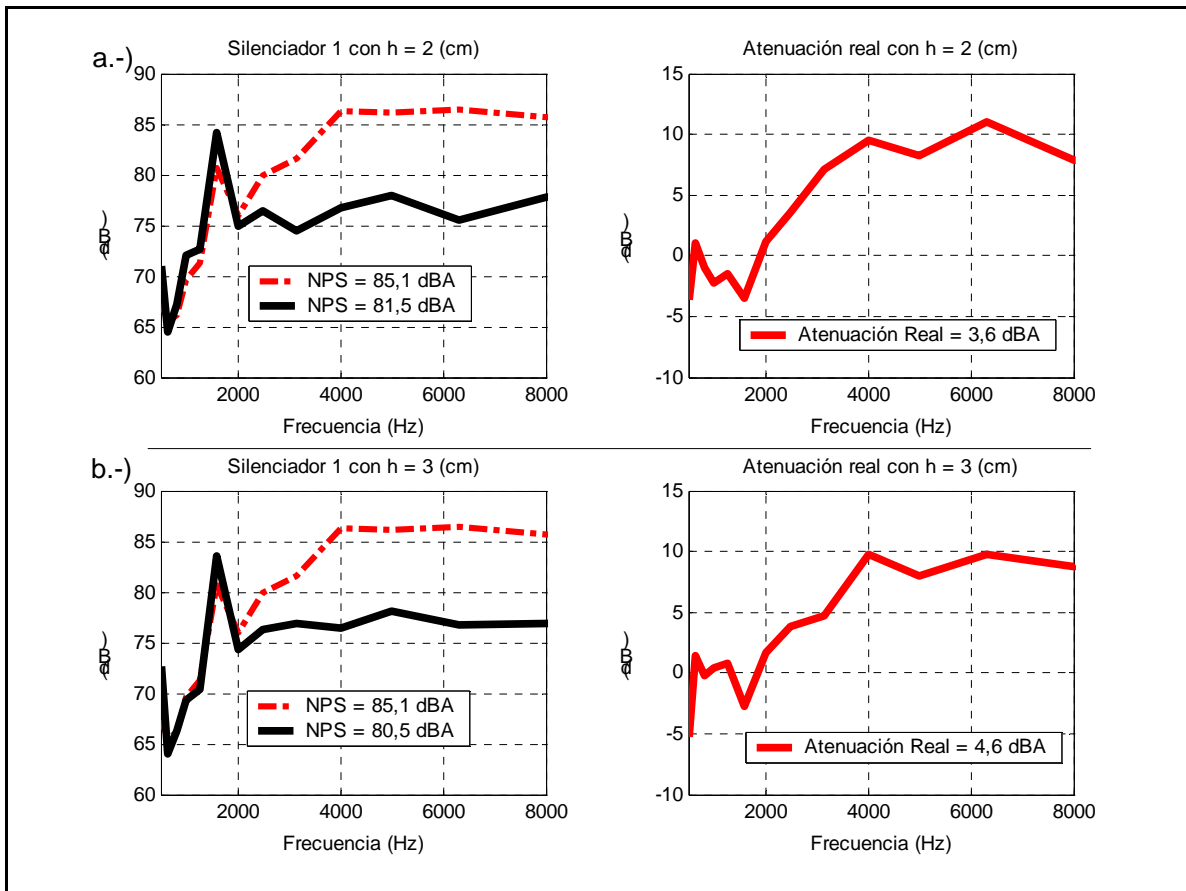 a.-)
Silenciador 1 con h = 2 (cm)
90
85
80
75
70
65
60
(dB)
2000 4000 6000 8000
Frecuencia (Hz)
NPS = 85,1 dBA
NPS = 81,5 dBA
Atenuación real con h = 2 (cm)
15
10
5
0
-5
-10
(dB)
2000 4000 6000 8000
Frecuencia (Hz)
Atenuación Real = 3,6 dBA
b.-)
Silenciador 1 con h = 3 (cm)
90
85
80
75
70
65
60
(dB)
2000 4000 6000 8000
Frecuencia (Hz)
NPS = 85,1 dBA
NPS = 80,5 dBA
Atenuación real con h = 3 (cm)
15
10
5
0
-5
-10
(dB)
2000 4000 6000 8000
Frecuencia (Hz)
Atenuación Real = 4,6 dBA